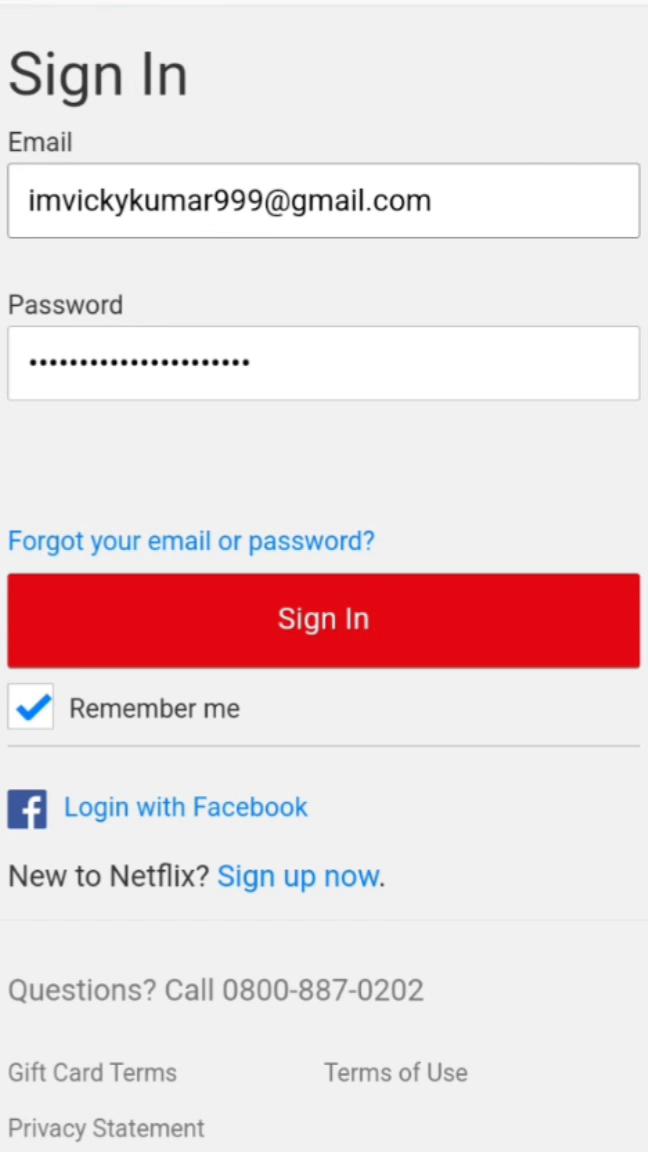 Sign In
Email
imvickykumar999@gmail.com
Password
••••••••••••••••••••••
Forgot your email or password?
Sign In
Remember me
Login with Facebook
New to Netflix? Sign up now.
Questions? Call 0800-887-0202
Gift Card Terms Terms of Use
Privacy Statement